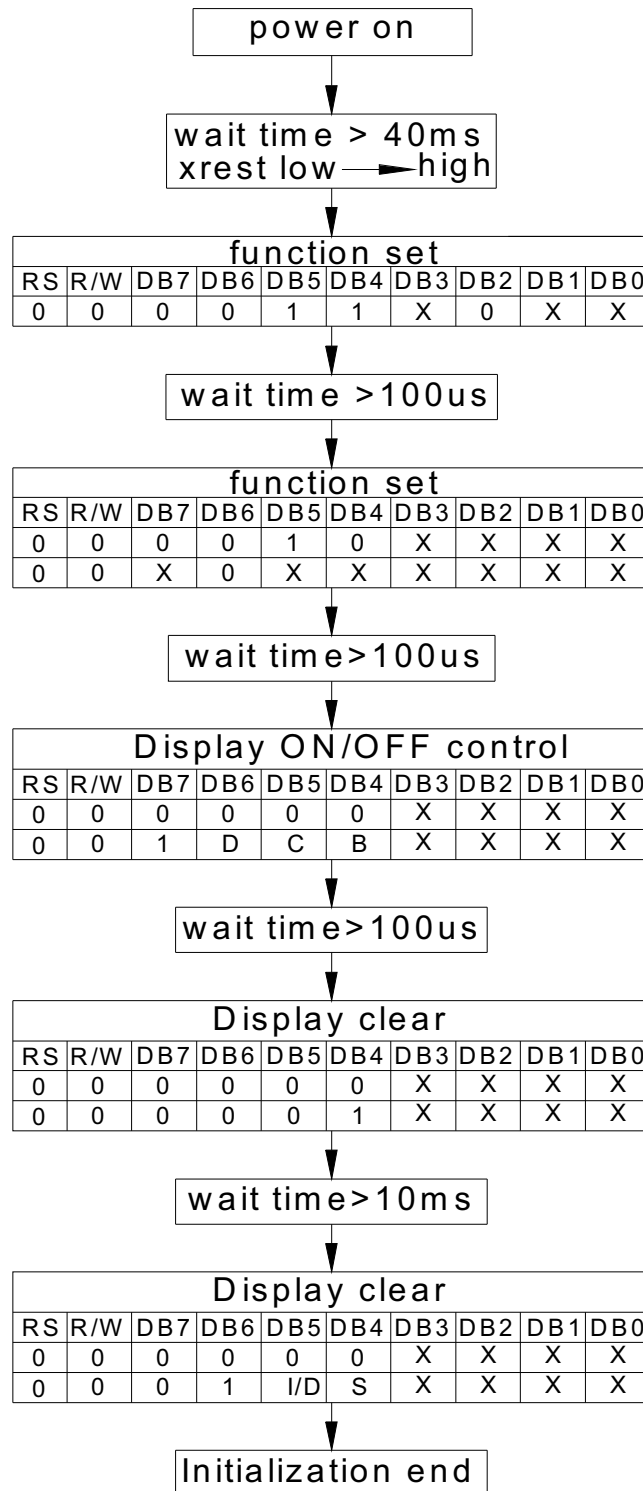 power on
wait time > 40ms
xrest low high
function set
RS R/W DB7 DB6 DB5 DB4 DB3 DB2 DB1 DB0
0 0 0 0 1 1 X 0 X X
wait time >100us
function set
RS R/W DB7 DB6 DB5 DB4 DB3 DB2 DB1 DB0
0 0 0 0 1 0 X X X X
0 0 X 0 X X X X X X
wait time>100us
Display ON/OFF control
RS R/W DB7 DB6 DB5 DB4 DB3 DB2 DB1 DB0
0 0 0 0 0 0 X X X X
0 0 1 D C B X X X X
wait time>100us
Display clear
RS R/W DB7 DB6 DB5 DB4 DB3 DB2 DB1 DB0
0 0 0 0 0 0 X X X X
0 0 0 0 0 1 X X X X
wait time>10ms
Display clear
RS R/W DB7 DB6 DB5 DB4 DB3 DB2 DB1 DB0
0 0 0 0 0 0 X X X X
0 0 0 1 I/D S X X X X
Initialization end